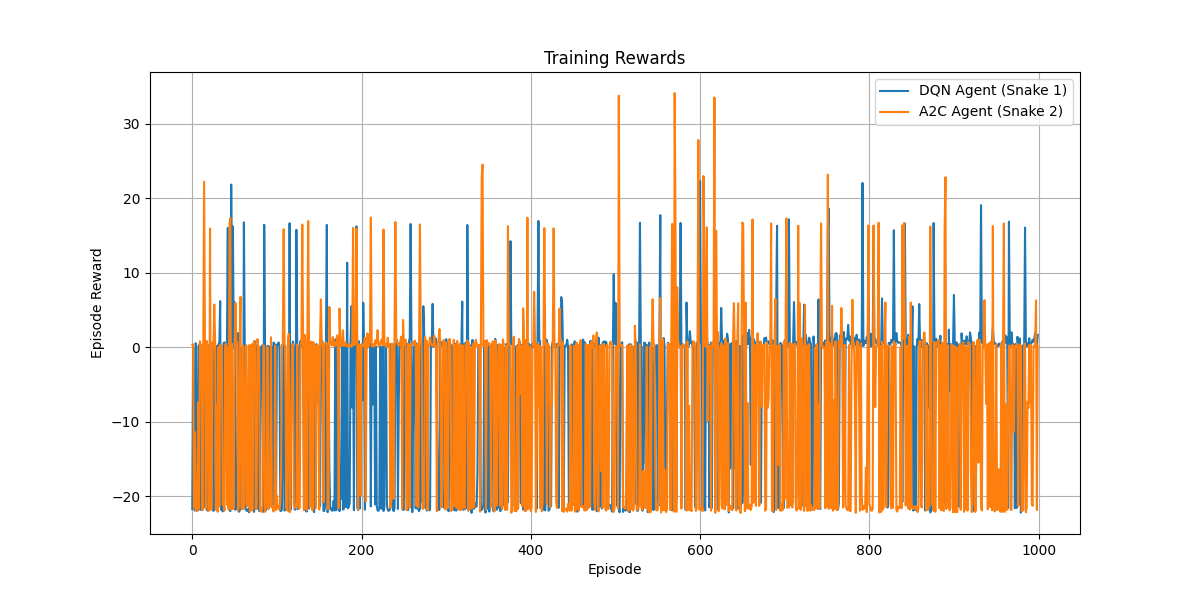 Training Rewards
DQN Agent (Snake 1)
A2C Agent (Snake 2)
Episode Reward
30
20
10
0
−10
−20
0
200
400
600
800
1000
Episode